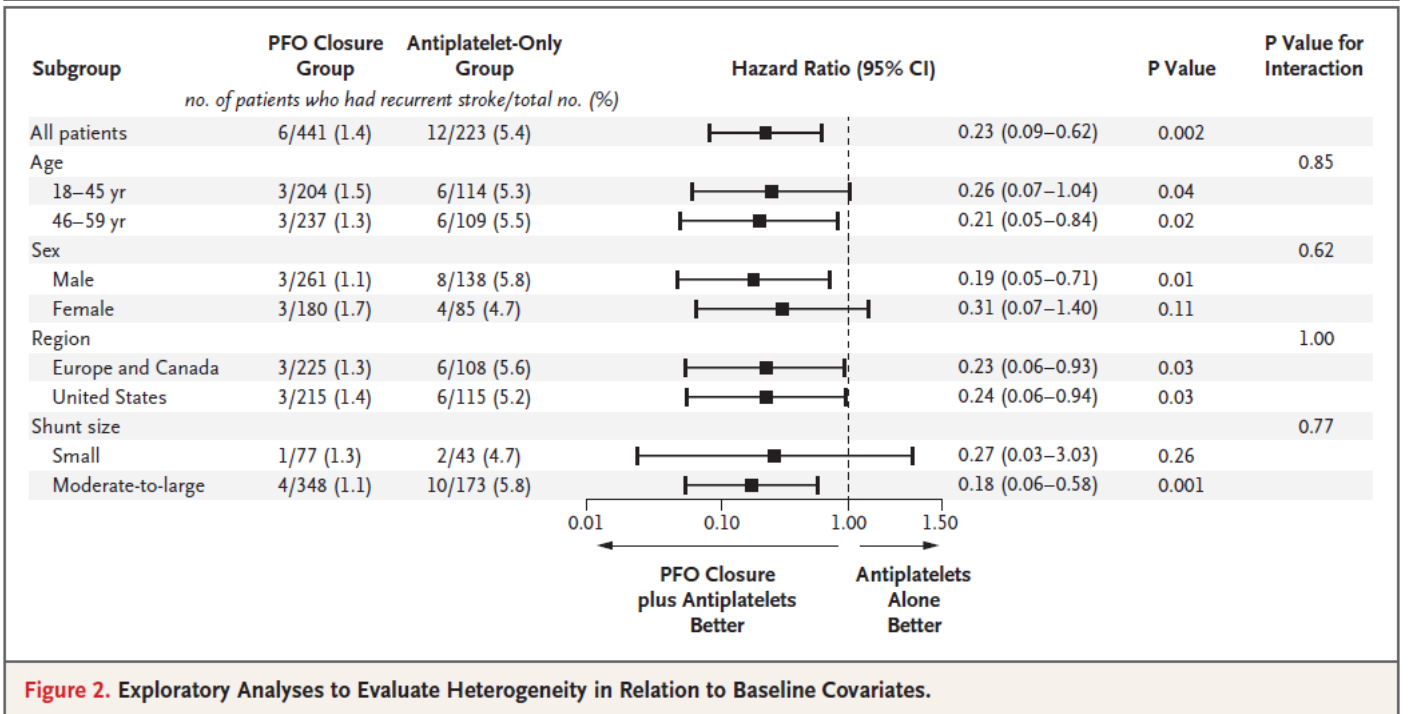 Subgroup PFO Closure Group Antiplatelet-Only Group Hazard Ratio (95% CI) P Value P Value for Interaction
no. of patients who had recurrent stroke/total no. (%)
All patients 6/441 (1.4) 12/223 (5.4) 0.23 (0.09–0.62) 0.002
Age 0.85
18–45 yr 3/204 (1.5) 6/114 (5.3) 0.26 (0.07–1.04) 0.04
46–59 yr 3/237 (1.3) 6/109 (5.5) 0.21 (0.05–0.84) 0.02
Sex 0.62
Male 3/261 (1.1) 8/138 (5.8) 0.19 (0.05–0.71) 0.01
Female 3/180 (1.7) 4/85 (4.7) 0.31 (0.07–1.40) 0.11
Region 1.00
Europe and Canada 3/225 (1.3) 6/108 (5.6) 0.23 (0.06–0.93) 0.03
United States 3/215 (1.4) 6/115 (5.2) 0.24 (0.06–0.94) 0.03
Shunt size 0.77
Small 1/77 (1.3) 2/43 (4.7) 0.27 (0.03–3.03) 0.26
Moderate-to-large 4/348 (1.1) 10/173 (5.8) 0.18 (0.06–0.58) 0.001
0.01 0.10 1.00 1.50
PFO Closure
plus Antiplatelets
Better
Antiplatelets
Alone
Better
Figure 2. Exploratory Analyses to Evaluate Heterogeneity in Relation to Baseline Covariates.